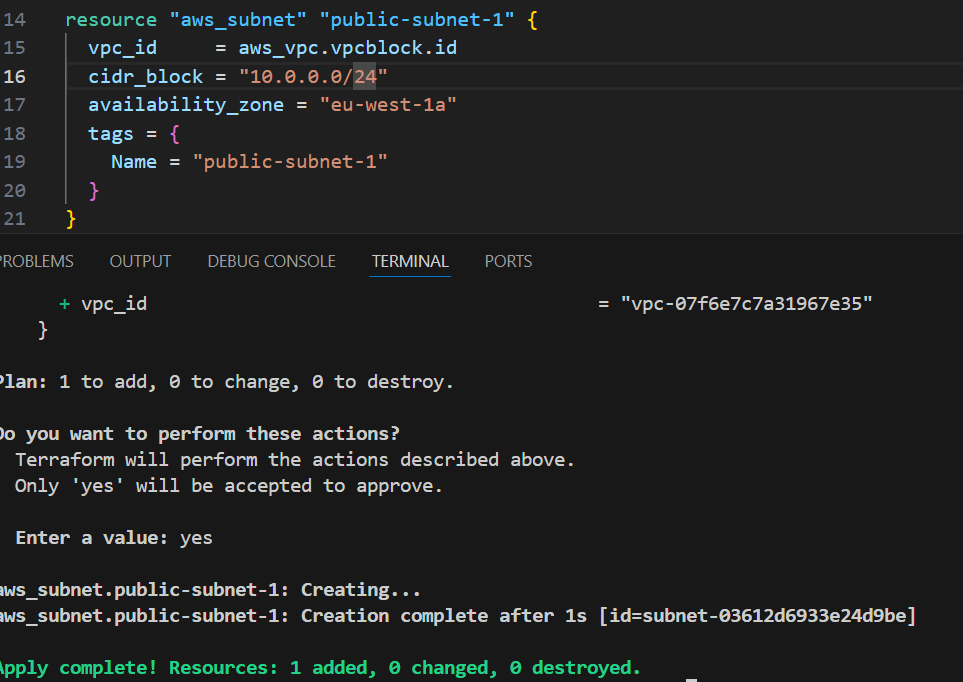 14 resource "aws_subnet" "public-subnet-1" {
15 vpc_id     = aws_vpc.vpcblock.id
16 cidr_block = "10.0.0.0/24"
17 availability_zone = "eu-west-1a"
18 tags = {
19 Name = "public-subnet-1"
20 }
21 }
PROBLEMS OUTPUT DEBUG CONSOLE TERMINAL PORTS
+ vpc_id = "vpc-07f6e7c7a31967e35"
}
Plan: 1 to add, 0 to change, 0 to destroy.
Do you want to perform these actions?
Terraform will perform the actions described above.
Only 'yes' will be accepted to approve.
Enter a value: yes
aws_subnet.public-subnet-1: Creating...
aws_subnet.public-subnet-1: Creation complete after 1s [id=subnet-03612d6933e24d9be]
Apply complete! Resources: 1 added, 0 changed, 0 destroyed.